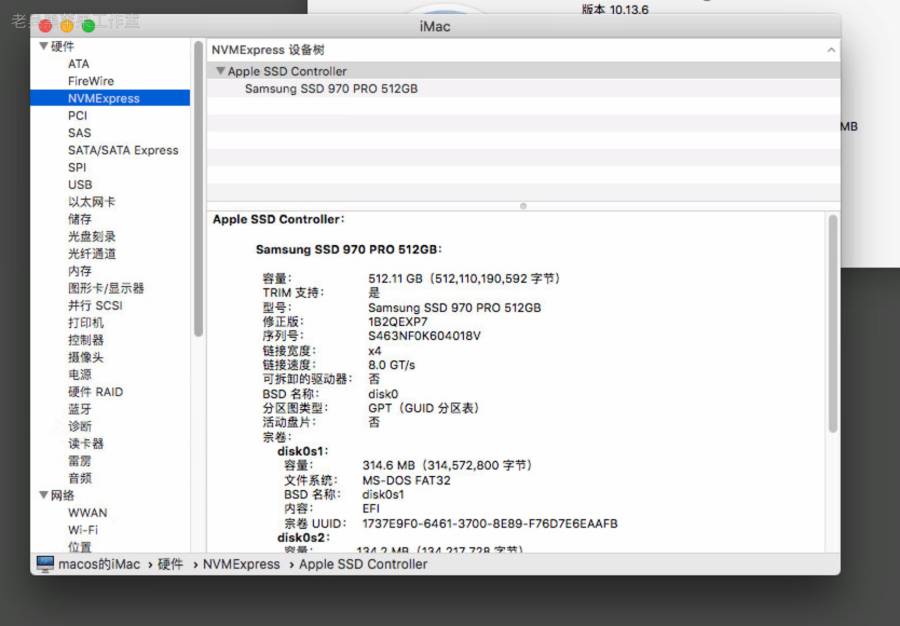 版本 10.13.6
iMac
硬件
ATA
FireWire
NVMExpress
PCI
SAS
SATA/SATA Express
SPI
USB
以太网卡
储存
光盘刻录
光纤通道
内存
图形卡/显示器
并行 SCSI
打印机
控制器
摄像头
电源
硬件 RAID
蓝牙
诊断
读卡器
雷雳
音频
网络
WWAN
Wi-Fi
位置
NVMExpress 设备树
Apple SSD Controller
Samsung SSD 970 PRO 512GB
MB
Apple SSD Controller:
Samsung SSD 970 PRO 512GB:
容量: 512.11 GB（512,110,190,592 字节）
TRIM 支持: 是
型号: Samsung SSD 970 PRO 512GB
修正版: 1B2QEXP7
序列号: S463NF0K604018V
链接宽度: x4
链接速度: 8.0 GT/s
可拆卸的驱动器: 否
BSD 名称: disk0
分区图类型: GPT（GUID 分区表）
活动盘片: 否
宗卷:
disk0s1:
容量: 314.6 MB（314,572,800 字节）
文件系统: MS-DOS FAT32
BSD 名称: disk0s1
内容: EFI
宗卷 UUID: 1737E9F0-6461-3700-8E89-F76D7E6EAAFB
disk0s2:
容量: 134.2 MB（134,217,728 字节）
macos的iMac › 硬件 › NVMExpress › Apple SSD Controller